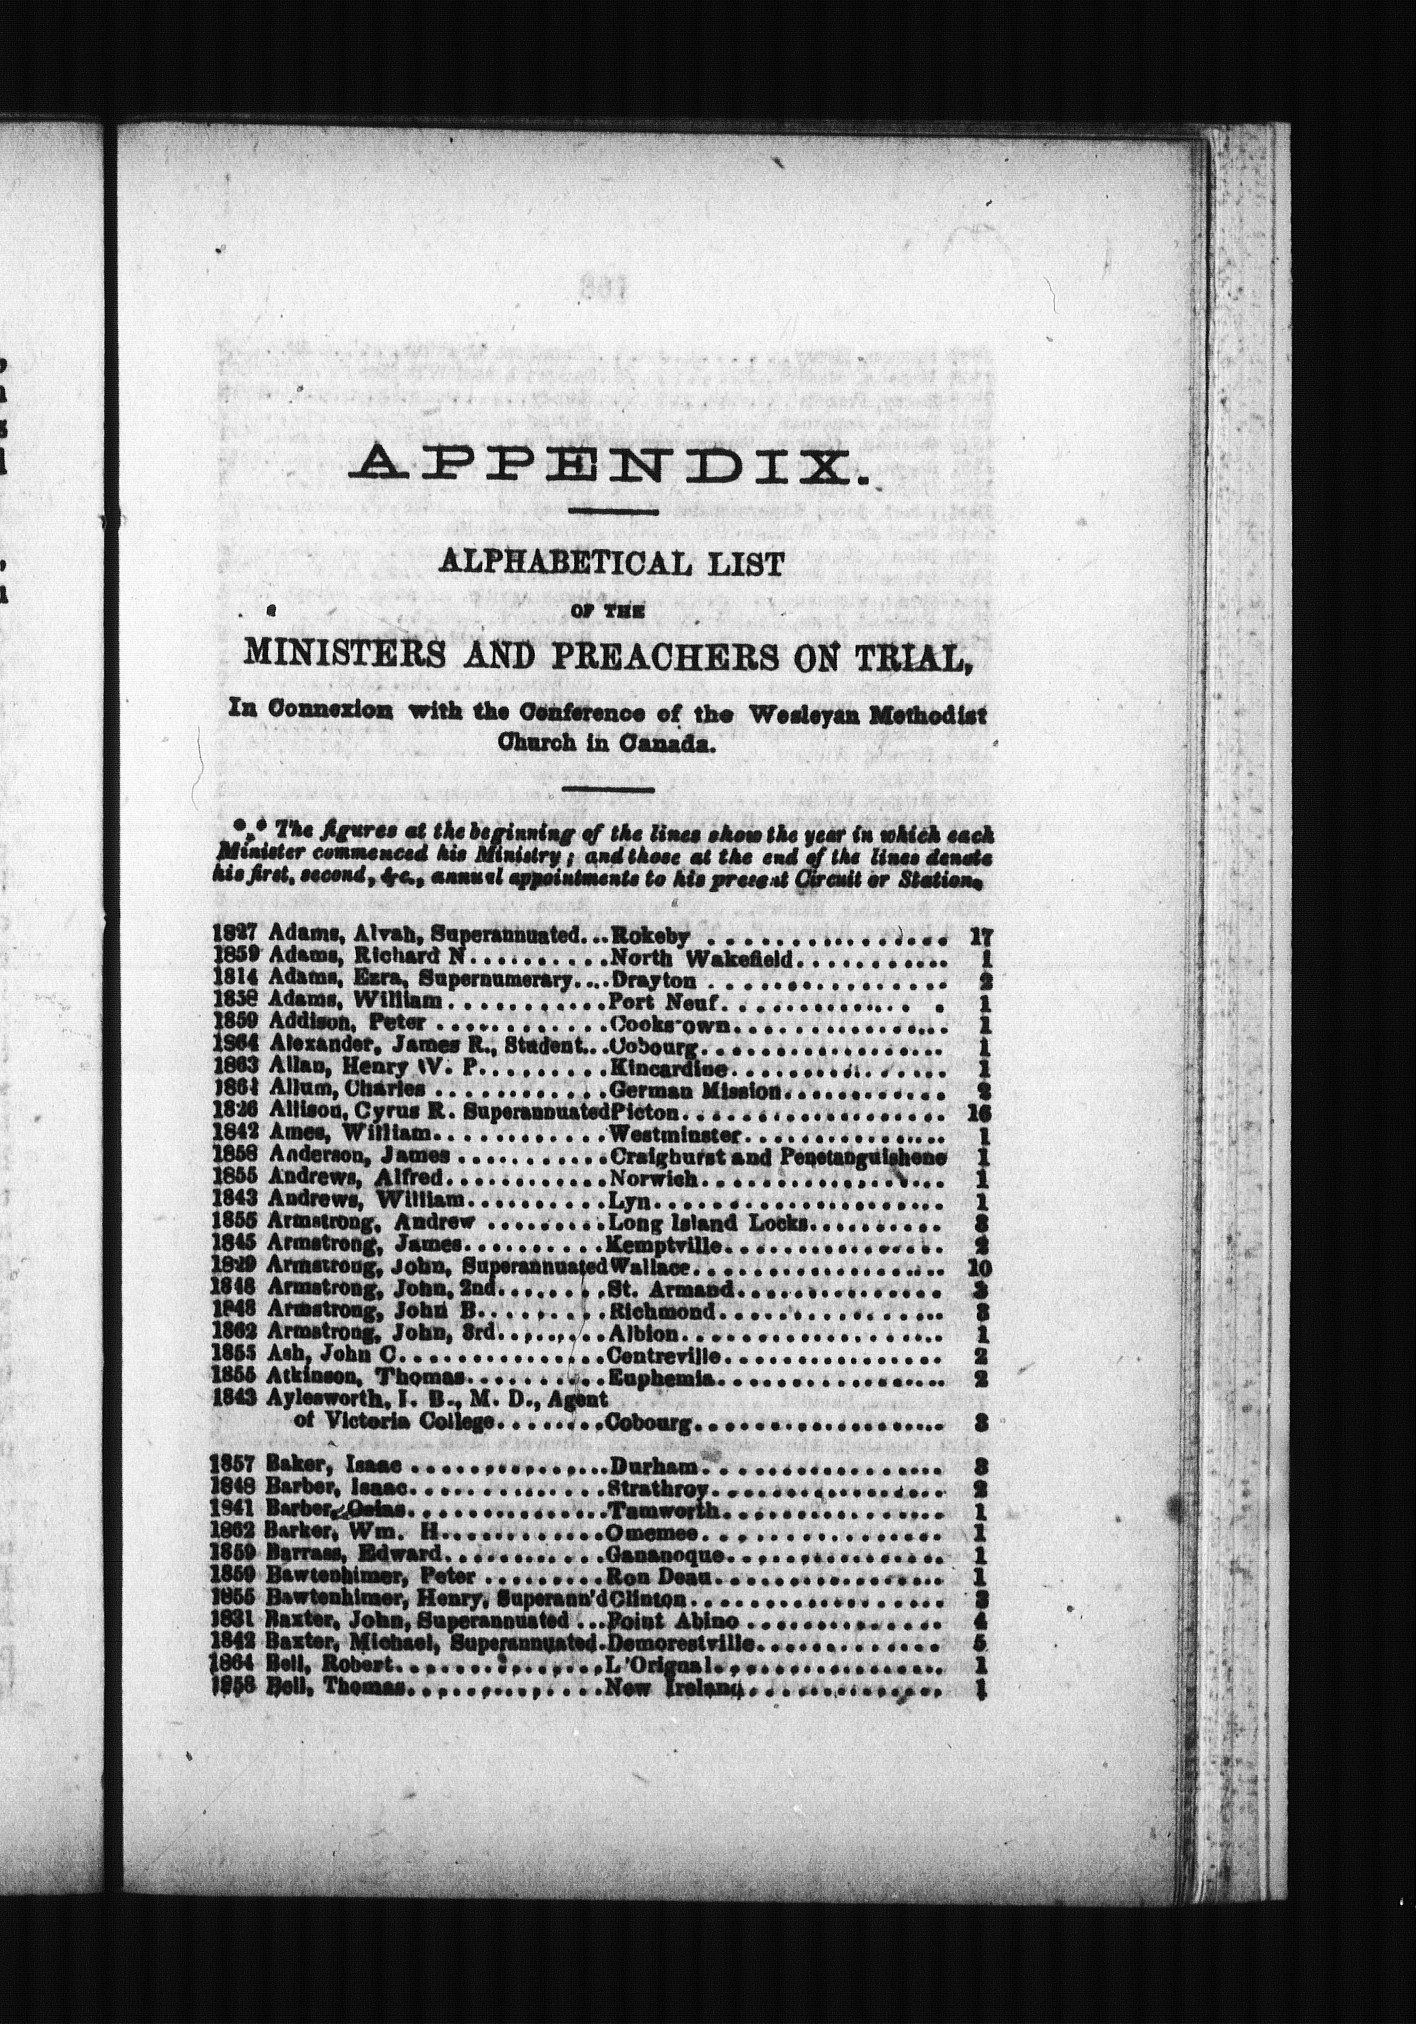 APPENDIX.
ALPHABETICAL LIST
OF THE
MINISTERS AND PREACHERS ON TRIAL,
In Connexion with the Conference of the Wesleyan Methodist
Church in Canada.
*.* The figures at the beginning of the lines show the year in which each
Minister commenced his Ministry; and those at the end of the lines denote
his first, second, &c., annual appointments to his present Circuit or Station.
1827 Adams, Alvah, Superannuated...Rokeby .............. 17
1859 Adams, Richard N..........North Wakefield........... 1
1814 Adams, Ezra, Supernumerary....Drayton .............. 2
Adams, William ...........Port Neuf............. 1
1859 Addison, Peter ............Cooks own............... 1
1864 Alexander, James R., Student...Cobourg............... 1
1863 Allan, Henry W. P.........Kincardine.............. 1
1861 Allum, Charles ............German Mission........... 2
1826 Allison, Cyrus R. SuperannuatedPicton................. 16
1842 Ames, William.............Westminster.............. 1
1858 Anderson, James ...........Craighurst and Penetanguishene 1
1855 Andrews, Alfred............Norwich................ 1
1843 Andrews, William..........Lyn.................... 1
1855 Armstrong, Andrew .........Long Island Locks.......... 3
1845 Armstrong, James..........Kemptville............... 2
1829 Armstrong, John, SuperannuatedWallace................. 10
1848 Armstrong, John, 2nd........St. Armand.............. 3
1848 Armstrong, John B..........Richmond............... 3
1862 Armstrong, John, 3rd........Albion.................. 1
1855 Ash, John C................Centreville............... 2
1855 Atkinson, Thomas..........Euphemia................ 2
1843 Aylesworth, I. B., M. D., Agent
of Victoria College........Cobourg.................. 3
1857 Baker, Isaac ...............Durham................. 3
1848 Barber, Isaac...............Strathroy................ 2
1841 Barber, Osias...............Tamworth............... 1
1862 Barker, Wm. H............Omemee................ 1
1859 Barrass, Edward............Gananoque.............. 1
1859 Bawtenhimer, Peter .........Ron Deau............... 1
1855 Bawtenhimer, Henry, Superann'dClinton................. 3
1831 Baxter, John, Superannuated ...Point Abino ............. 4
1842 Baxter, Michael, Superannuated.Demorestville............ 5
1864 Bell, Robert................L'Orignal................ 1
1858 Bell, Thomas...............New Ireland.............. 1